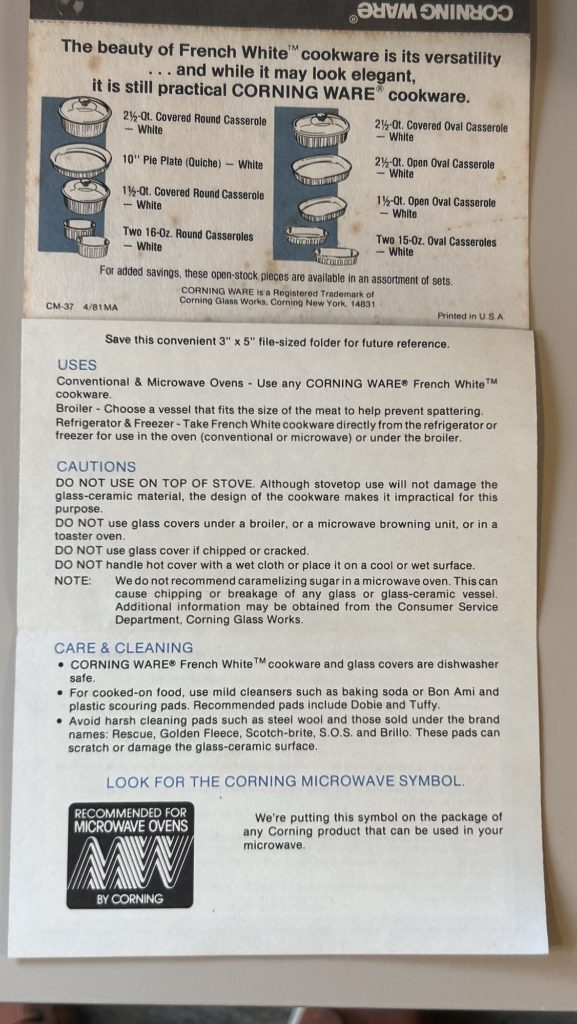 CORNING WARE®
The beauty of French White™ cookware is its versatility
. . . and while it may look elegant,
it is still practical CORNING WARE® cookware.
2½-Qt. Covered Round Casserole
— White
10" Pie Plate (Quiche) — White
1½-Qt. Covered Round Casserole
— White
Two 16-Oz. Round Casseroles
— White
2½-Qt. Covered Oval Casserole
— White
2½-Qt. Open Oval Casserole
— White
1½-Qt. Open Oval Casserole
— White
Two 15-Oz. Oval Casseroles
— White
For added savings, these open-stock pieces are available in an assortment of sets.
CORNING WARE is a Registered Trademark of
Corning Glass Works, Corning New York, 14831
CM-37 4/81MA
Printed in U.S.A
Save this convenient 3" x 5" file-sized folder for future reference.
USES
Conventional & Microwave Ovens - Use any CORNING WARE® French White™
cookware.
Broiler - Choose a vessel that fits the size of the meat to help prevent spattering.
Refrigerator & Freezer - Take French White cookware directly from the refrigerator or
freezer for use in the oven (conventional or microwave) or under the broiler.
CAUTIONS
DO NOT USE ON TOP OF STOVE. Although stovetop use will not damage the
glass-ceramic material, the design of the cookware makes it impractical for this
purpose.
DO NOT use glass covers under a broiler, or a microwave browning unit, or in a
toaster oven.
DO NOT use glass cover if chipped or cracked.
DO NOT handle hot cover with a wet cloth or place it on a cool or wet surface.
NOTE: We do not recommend caramelizing sugar in a microwave oven. This can
cause chipping or breakage of any glass or glass-ceramic vessel.
Additional information may be obtained from the Consumer Service
Department, Corning Glass Works.
CARE & CLEANING
• CORNING WARE® French White™ cookware and glass covers are dishwasher
safe.
• For cooked-on food, use mild cleansers such as baking soda or Bon Ami and
plastic scouring pads. Recommended pads include Dobie and Tuffy.
• Avoid harsh cleaning pads such as steel wool and those sold under the brand
names: Rescue, Golden Fleece, Scotch-brite, S.O.S. and Brillo. These pads can
scratch or damage the glass-ceramic surface.
LOOK FOR THE CORNING MICROWAVE SYMBOL.
RECOMMENDED FOR
MICROWAVE OVENS
MW
BY CORNING
We're putting this symbol on the package of
any Corning product that can be used in your
microwave.